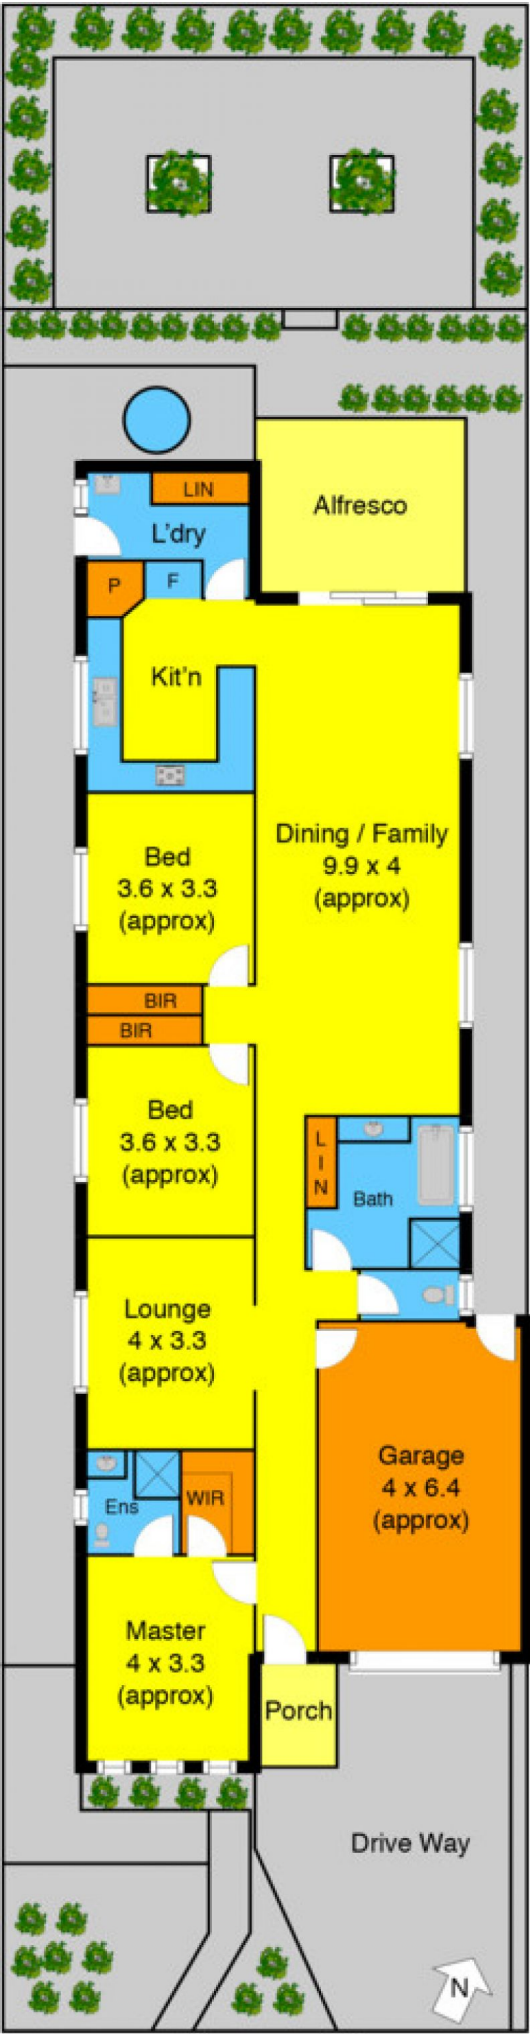 LIN
Alfresco
L'dry
P
F
Kit'n
Dining / Family
9.9 x 4
(approx)
Bed
3.6 x 3.3
(approx)
BIR
BIR
Bed
3.6 x 3.3
(approx)
L
I
N
Bath
Lounge
4 x 3.3
(approx)
Garage
4 x 6.4
(approx)
Ens
WIR
Master
4 x 3.3
(approx)
Porch
Drive Way
N